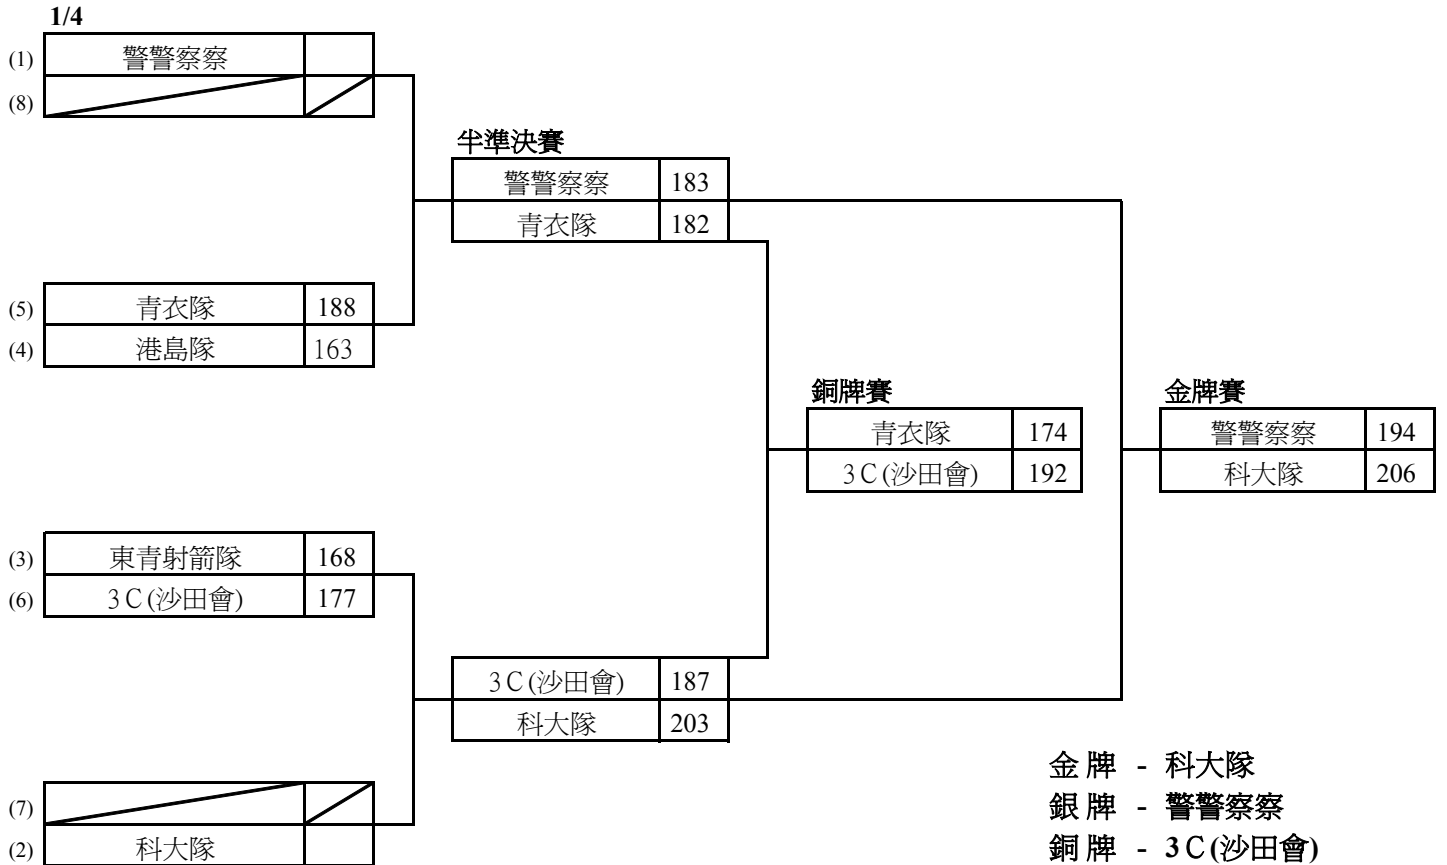 1/4
(1) 警警察察
(8)
半準決賽
警警察察 183
青衣隊 182
(5) 青衣隊 188
(4) 港島隊 163
銅牌賽
青衣隊 174
3C(沙田會) 192
金牌賽
警警察察 194
科大隊 206
(3) 東青射箭隊 168
(6) 3C(沙田會) 177
3C(沙田會) 187
科大隊 203
(7)
(2) 科大隊
金牌 - 科大隊
銀牌 - 警警察察
銅牌 - 3C(沙田會)